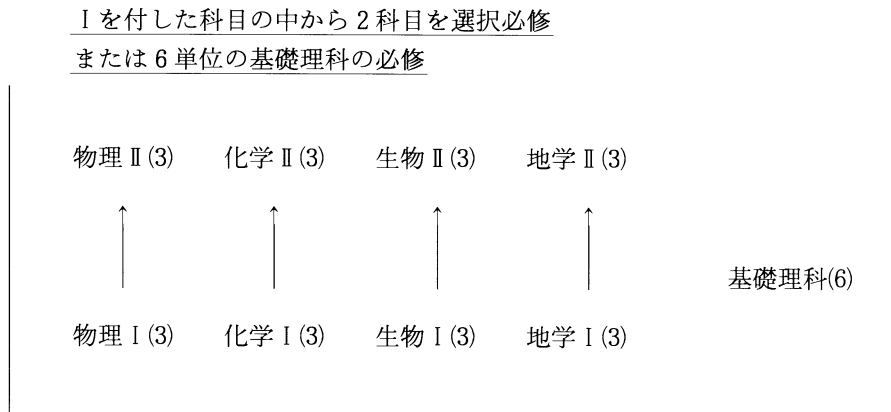 Ⅰを付した科目の中から2科目を選択必修
または6単位の基礎理科の必修
物理Ⅱ(3) 化学Ⅱ(3) 生物Ⅱ(3) 地学Ⅱ(3)
基礎理科(6)
物理Ⅰ(3) 化学Ⅰ(3) 生物Ⅰ(3) 地学Ⅰ(3)